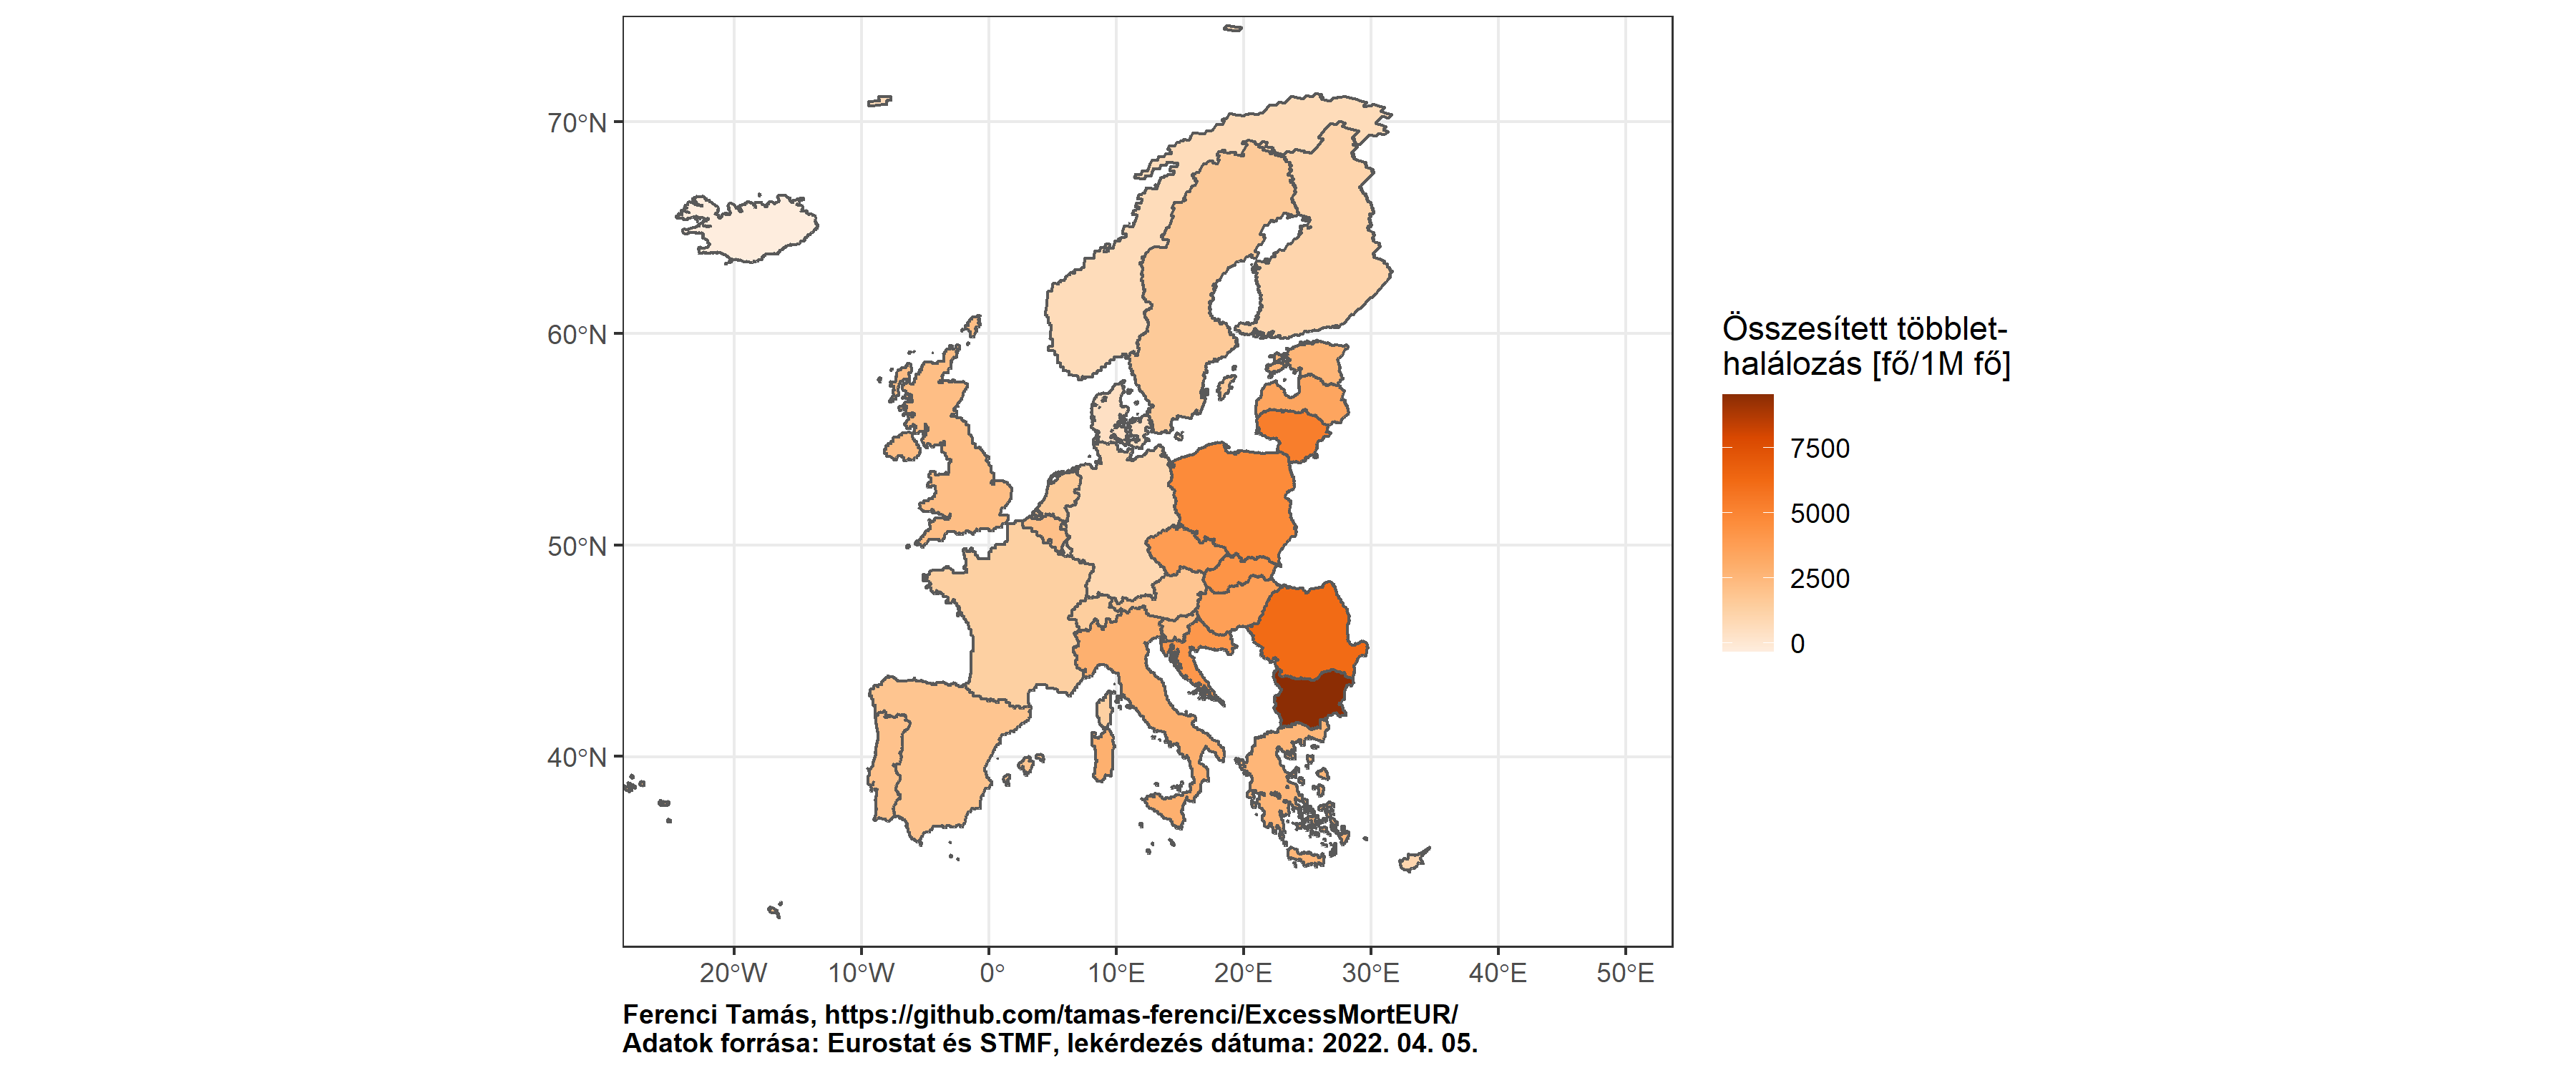 70°N
60°N
50°N
40°N
20°W 10°W 0° 10°E 20°E 30°E 40°E 50°E
Összesített többlet-
halálozás [fő/1M fő]
7500
5000
2500
0
Ferenci Tamás, https://github.com/tamas-ferenci/ExcessMortEUR/
Adatok forrása: Eurostat és STMF, lekérdezés dátuma: 2022. 04. 05.